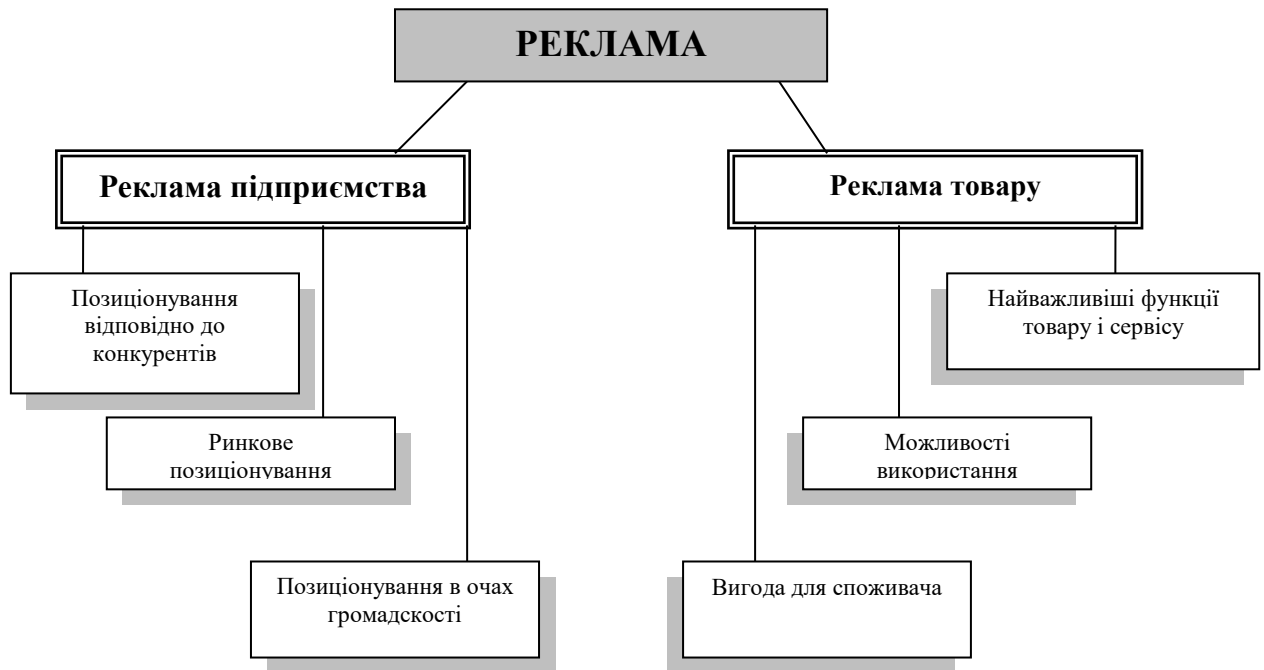 РЕКЛАМА
Реклама підприємства
Реклама товару
Позиціонування
відповідно до
конкурентів
Найважливіші функції
товару і сервісу
Ринкове
позиціонування
Можливості
використання
Позиціонування в очах
громадскості
Вигода для споживача